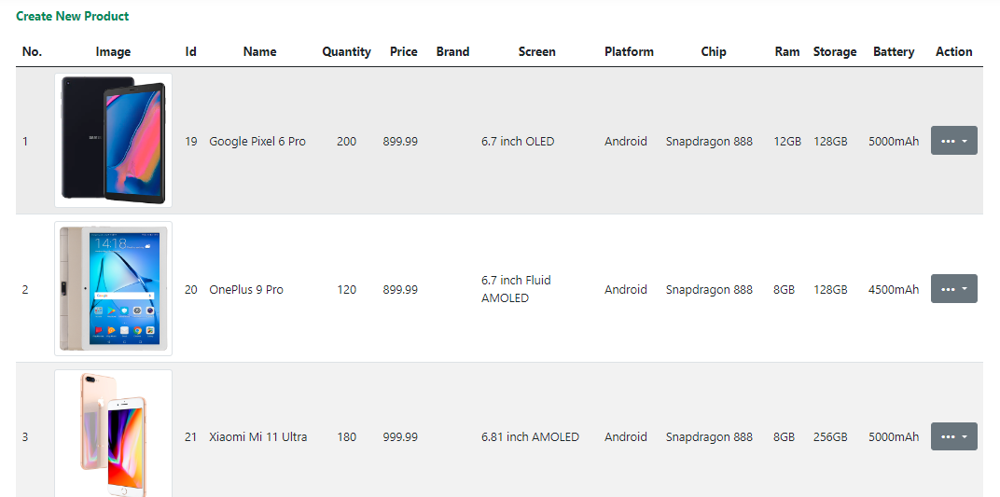 Create New Product
No. Image Id Name Quantity Price Brand Screen Platform Chip Ram Storage Battery Action
1 19 Google Pixel 6 Pro 200 899.99 6.7 inch OLED Android Snapdragon 888 12GB 128GB 5000mAh
14:18
2 20 OnePlus 9 Pro 120 899.99 6.7 inch Fluid AMOLED Android Snapdragon 888 8GB 128GB 4500mAh
3 21 Xiaomi Mi 11 Ultra 180 999.99 6.81 inch AMOLED Android Snapdragon 888 8GB 256GB 5000mAh